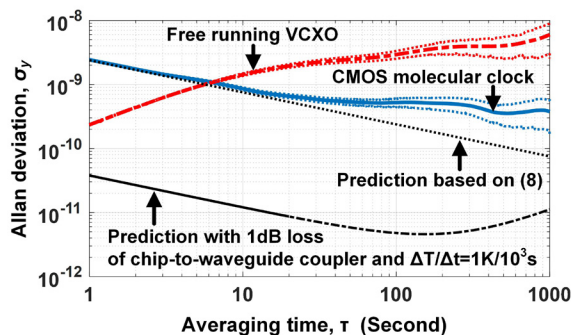 10⁻⁸
Free running VCXO
10⁻⁹
CMOS molecular clock
10⁻¹⁰
Prediction based on (8)
10⁻¹¹
Prediction with 1dB loss
of chip-to-waveguide coupler and ΔT/Δt=1K/10³s
10⁻¹²
Allan deviation, σy
1
10
100
1000
Averaging time, τ (Second)